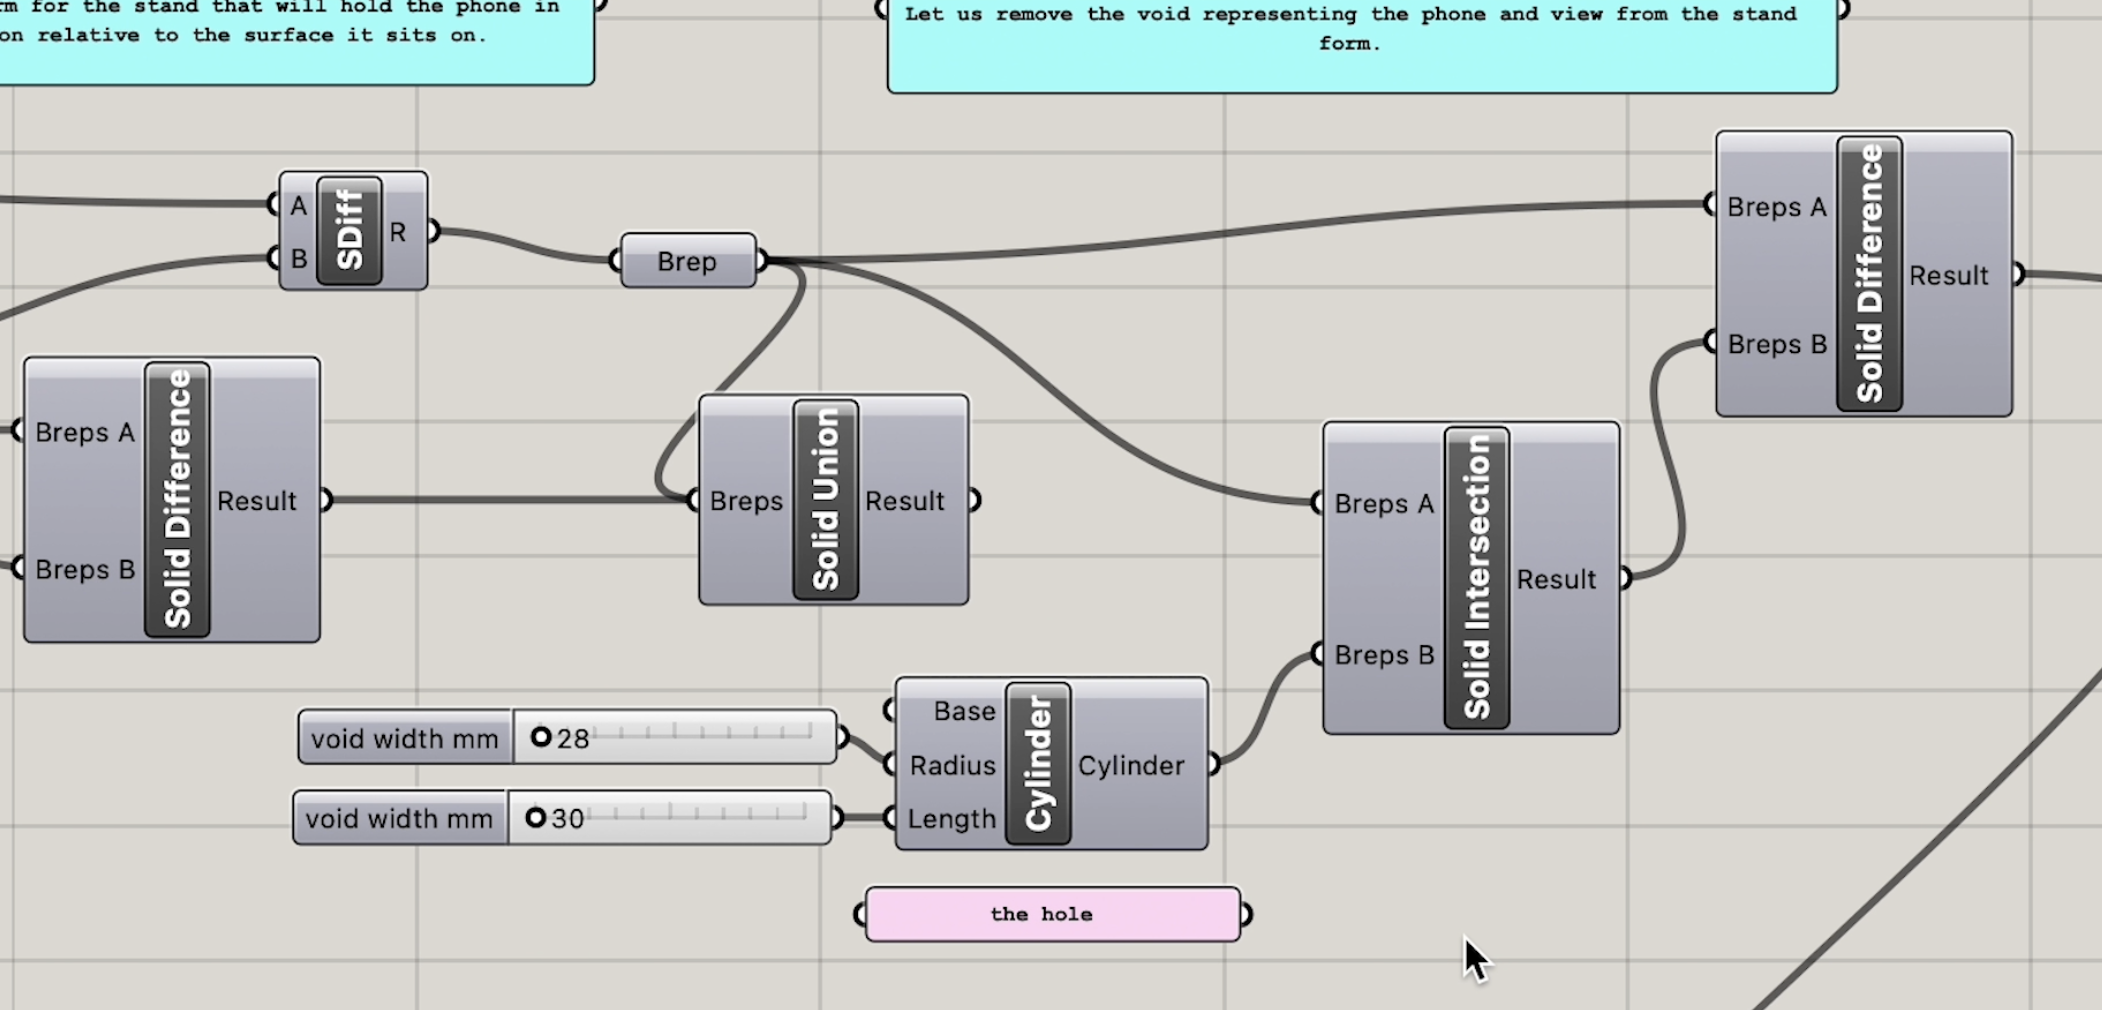 for the stand that will hold the phone in
on relative to the surface it sits on.
Let us remove the void representing the phone and view from the stand
form.
A
B
SDiff
R
Brep
Breps A
Breps B
Solid Difference
Result
Breps A
Breps B
Solid Difference
Result
Breps
Solid Union
Result
Breps A
Breps B
Solid Intersection
Result
void width mm
28
void width mm
30
Base
Radius
Length
Cylinder
Cylinder
the hole